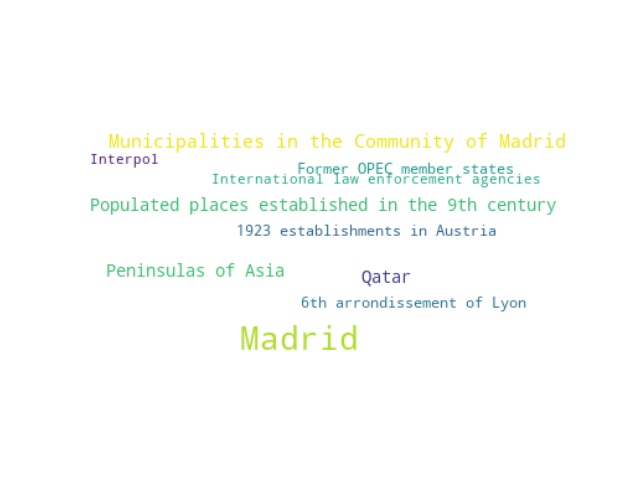 Municipalities in the Community of Madrid
Interpol
Former OPEC member states
International law enforcement agencies
Populated places established in the 9th century
1923 establishments in Austria
Peninsulas of Asia
Qatar
6th arrondissement of Lyon
Madrid